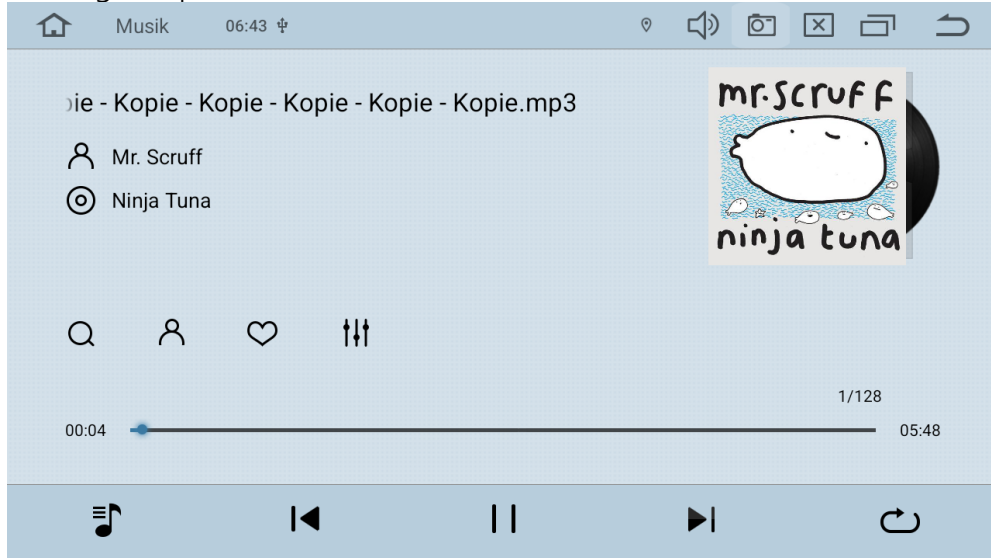 Musik 06:43
- Kopie - Kopie - Kopie - Kopie - Kopie.mp3
Mr. Scruff
Ninja Tuna
mr.scruff
ninja tuna
1/128
00:04 05:48